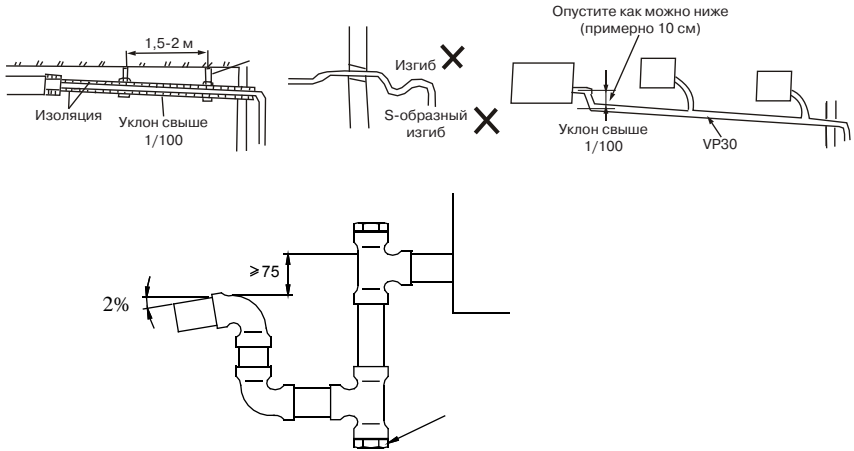 1,5-2 м
Изоляция
Уклон свыше
1/100
Изгиб
S-образный
изгиб
Опустите как можно ниже
(примерно 10 см)
Уклон свыше
1/100
VP30
⩾75
2%